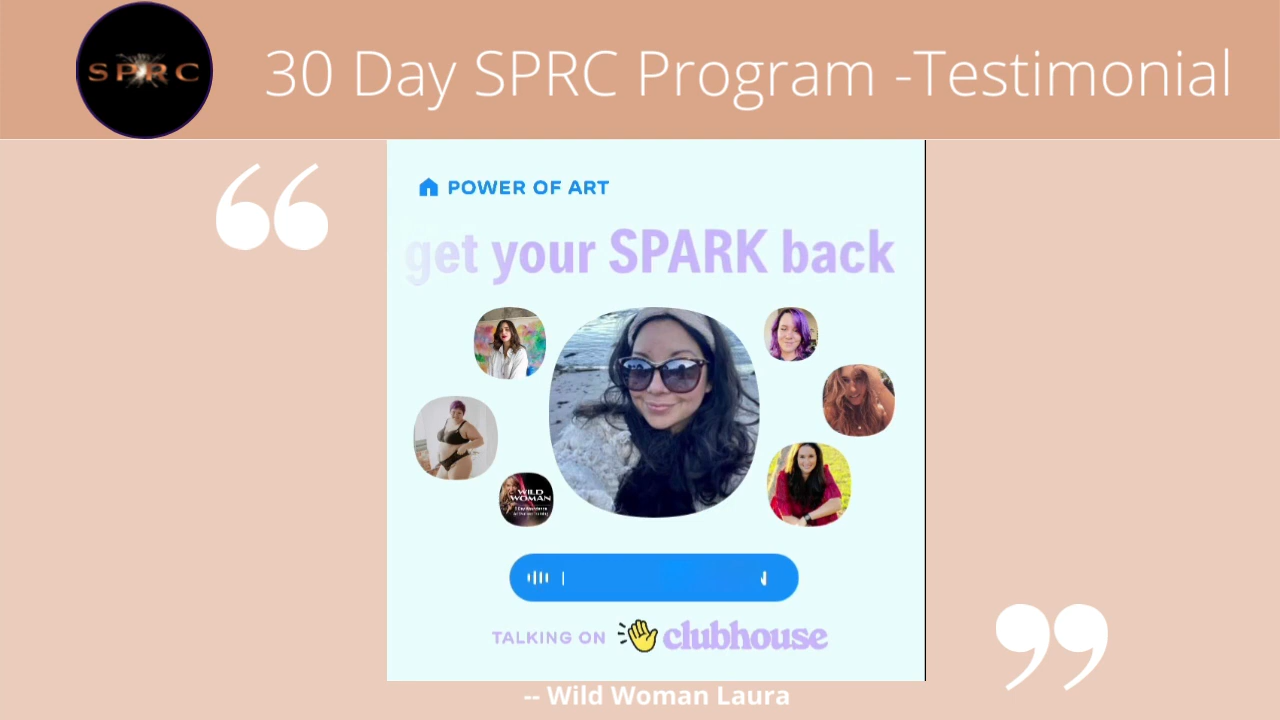 SPRC
30 Day SPRC Program -Testimonial
“
POWER OF ART
get your SPARK back
WILD
WOMAN
TALKING ON 👋 clubhouse
”
-- Wild Woman Laura